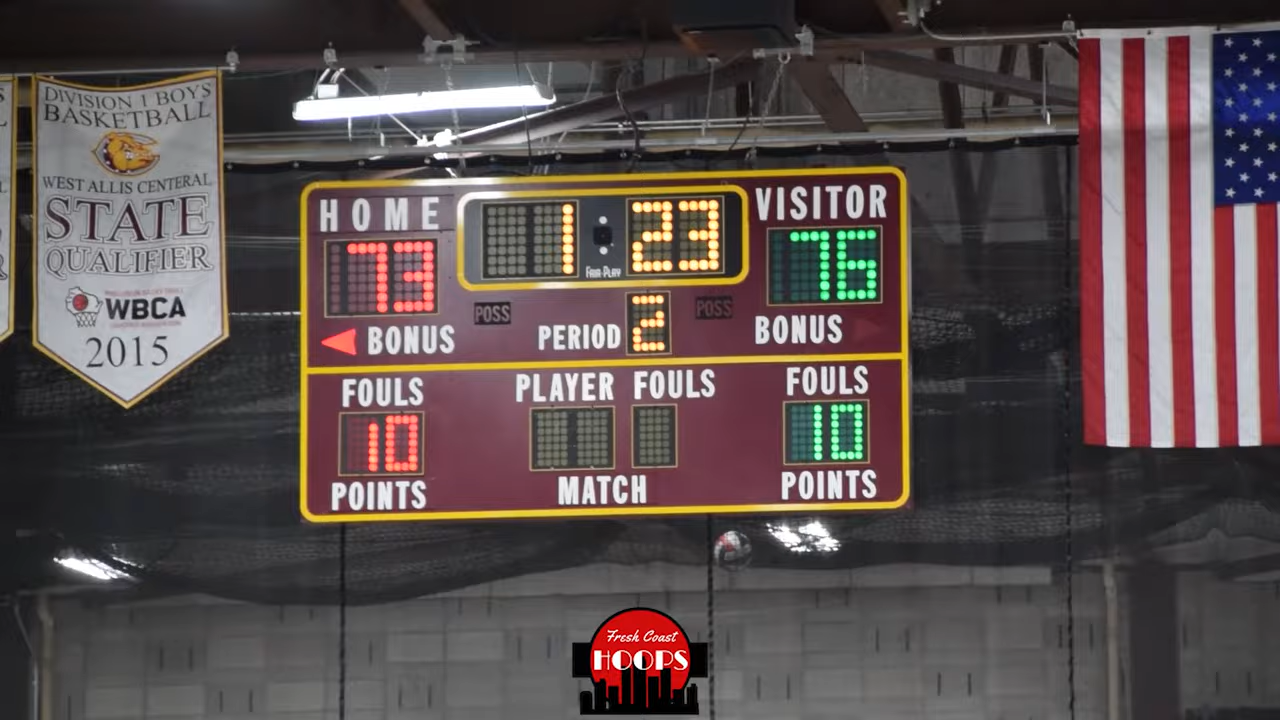 DIVISION 1 BOYS
BASKETBALL
WEST ALLIS CENTRAL
STATE
QUALIFIER
WBCA
2015
HOME
1:23
VISITOR
73
FAIR-PLAY
76
POSS
POSS
BONUS
PERIOD 2
BONUS
FOULS
PLAYER FOULS
FOULS
10
10
POINTS
MATCH
POINTS
Fresh Coast
HOOPS